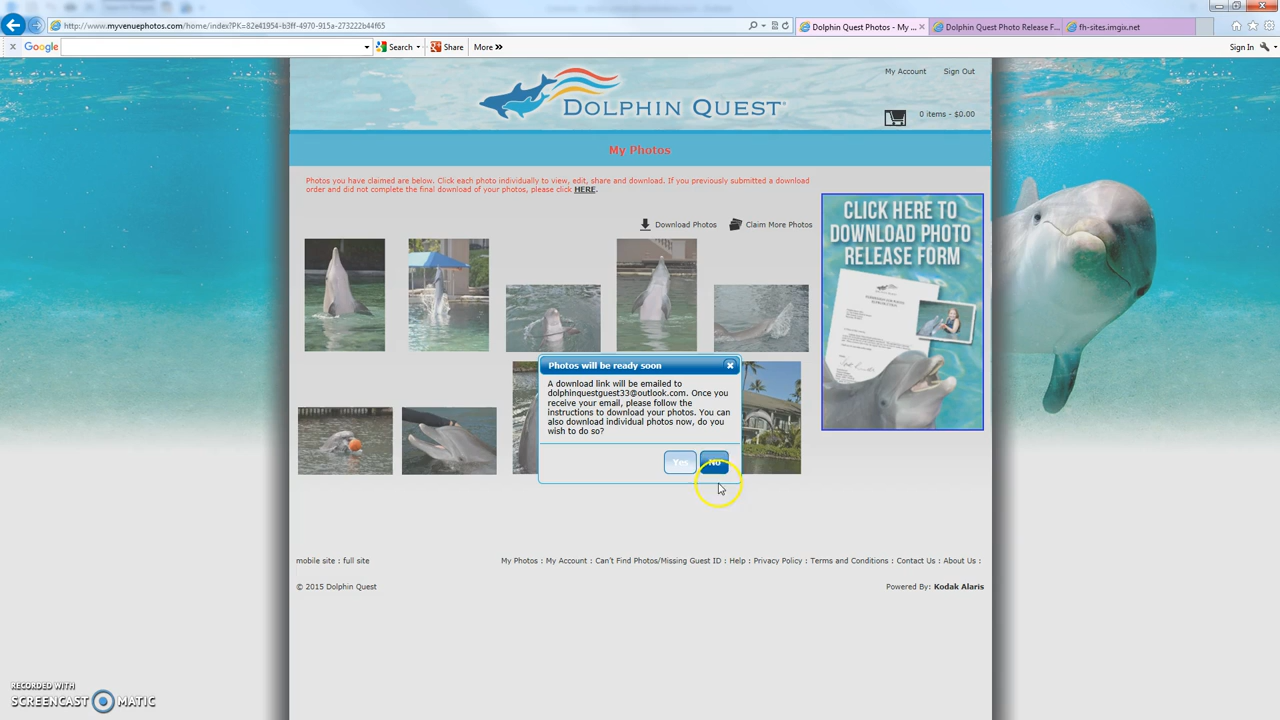 http://www.myvenuephotos.com/home/index?PK=82e41954-b3ff-4970-915a-273222b44f65
Dolphin Quest Photos - My ...
Dolphin Quest Photo Release F...
fh-sites.imgix.net
x Google
Search
Share
More »
Sign In
My Account
Sign Out
DOLPHIN QUEST®
0 items - $0.00
My Photos
Photos you have claimed are below. Click each photo individually to view, edit, share and download. If you previously submitted a download
order and did not complete the final download of your photos, please click HERE.
Download Photos
Claim More Photos
CLICK HERE TO
DOWNLOAD PHOTO
RELEASE FORM
Photos will be ready soon
A download link will be emailed to
dolphinquestguest33@outlook.com. Once you
receive your email, please follow the
instructions to download your photos. You can
also download individual photos now, do you
wish to do so?
Yes
No
mobile site : full site
My Photos : My Account : Can't Find Photos/Missing Guest ID : Help : Privacy Policy : Terms and Conditions : Contact Us : About Us :
© 2015 Dolphin Quest
Powered By: Kodak Alaris
RECORDED WITH
SCREENCAST MATIC